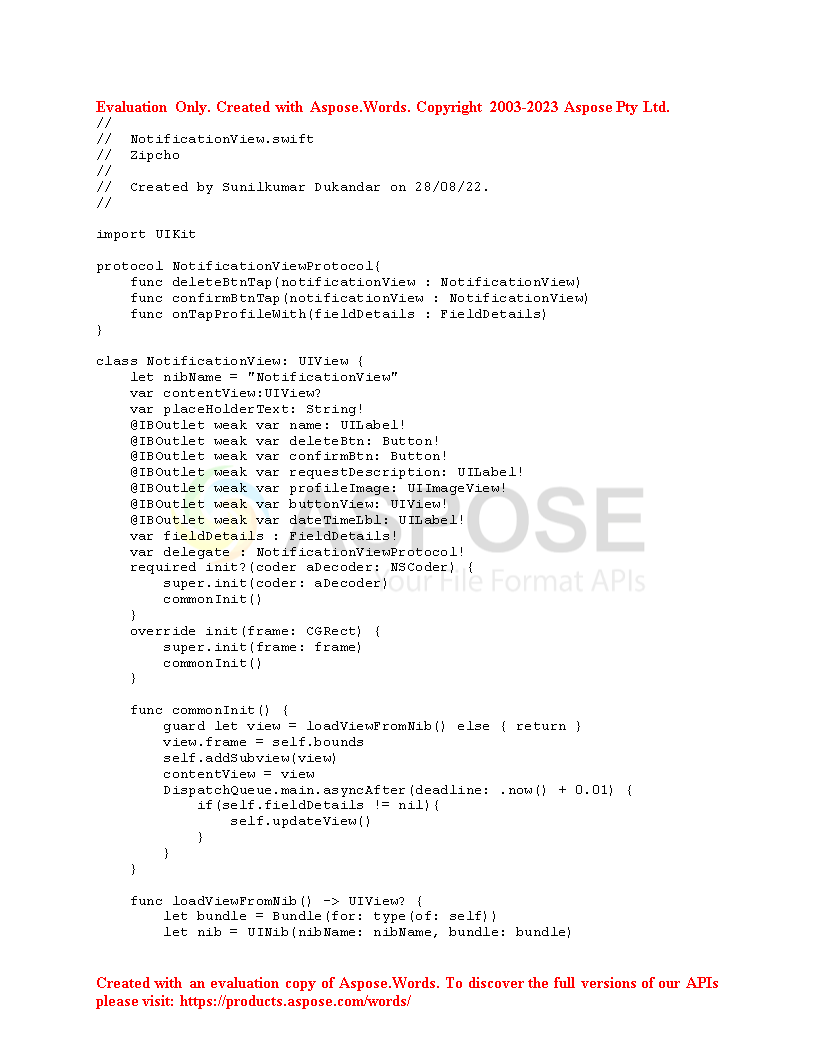 Evaluation Only. Created with Aspose.Words. Copyright 2003-2023 Aspose Pty Ltd.
//
//  NotificationView.swift
//  Zipcho
//
//  Created by Sunilkumar Dukandar on 28/08/22.
//

import UIKit

protocol NotificationViewProtocol{
    func deleteBtnTap(notificationView : NotificationView)
    func confirmBtnTap(notificationView : NotificationView)
    func onTapProfileWith(fieldDetails : FieldDetails)
}

class NotificationView: UIView {
    let nibName = "NotificationView"
    var contentView:UIView?
    var placeHolderText: String!
    @IBOutlet weak var name: UILabel!
    @IBOutlet weak var deleteBtn: Button!
    @IBOutlet weak var confirmBtn: Button!
    @IBOutlet weak var requestDescription: UILabel!
    @IBOutlet weak var profileImage: UIImageView!
    @IBOutlet weak var buttonView: UIView!
    @IBOutlet weak var dateTimeLbl: UILabel!
    var fieldDetails : FieldDetails!
    var delegate : NotificationViewProtocol!
    required init?(coder aDecoder: NSCoder) {
        super.init(coder: aDecoder)
        commonInit()
    }
    override init(frame: CGRect) {
        super.init(frame: frame)
        commonInit()
    }

    func commonInit() {
        guard let view = loadViewFromNib() else { return }
        view.frame = self.bounds
        self.addSubview(view)
        contentView = view
        DispatchQueue.main.asyncAfter(deadline: .now() + 0.01) {
            if(self.fieldDetails != nil){
                self.updateView()
            }
        }
    }

    func loadViewFromNib() -> UIView? {
        let bundle = Bundle(for: type(of: self))
        let nib = UINib(nibName: nibName, bundle: bundle)
ASPOSE
Your File Format APIs
Created with an evaluation copy of Aspose.Words. To discover the full versions of our APIs
please visit: https://products.aspose.com/words/